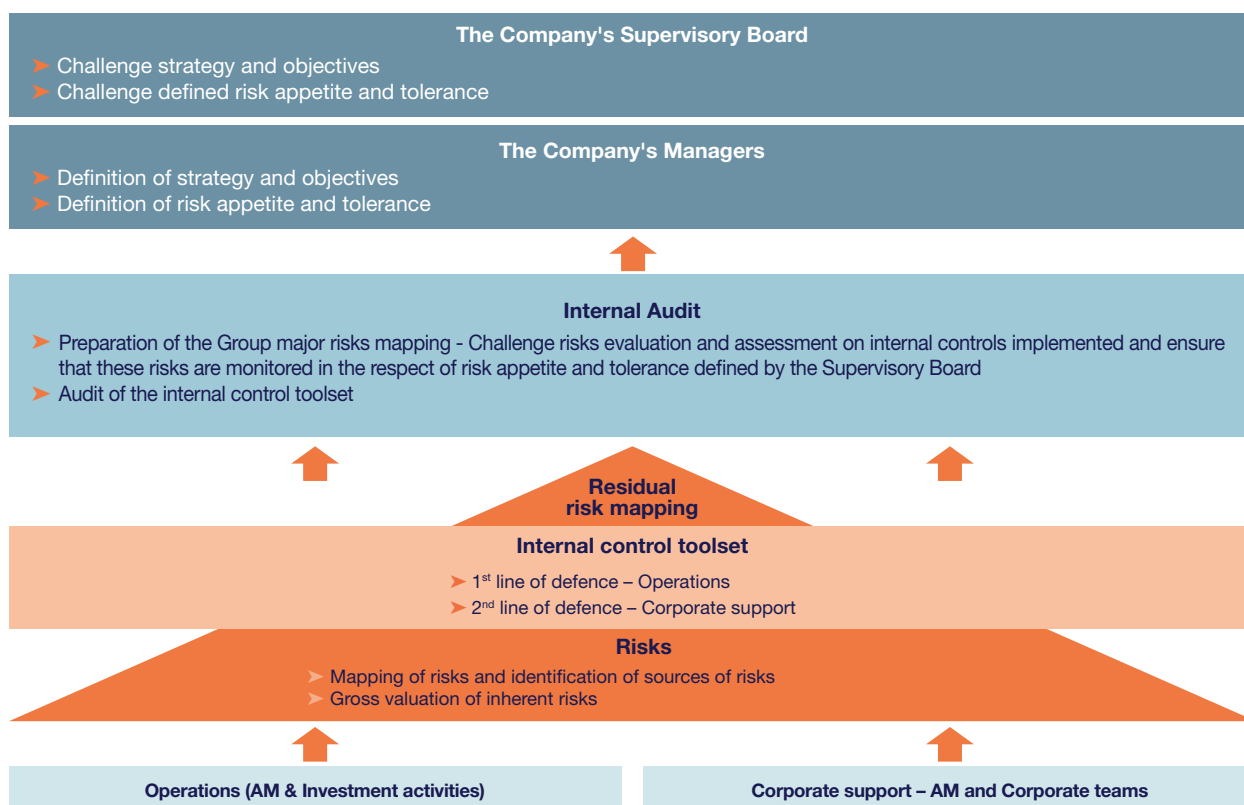 The Company's Supervisory Board
➤ Challenge strategy and objectives
➤ Challenge defined risk appetite and tolerance
The Company's Managers
➤ Definition of strategy and objectives
➤ Definition of risk appetite and tolerance
Internal Audit
➤ Preparation of the Group major risks mapping - Challenge risks evaluation and assessment on internal controls implemented and ensure
that these risks are monitored in the respect of risk appetite and tolerance defined by the Supervisory Board
➤ Audit of the internal control toolset
Residual
risk mapping
Internal control toolset
➤ 1st line of defence – Operations
➤ 2nd line of defence – Corporate support
Risks
➤ Mapping of risks and identification of sources of risks
➤ Gross valuation of inherent risks
Operations (AM & Investment activities)
Corporate support – AM and Corporate teams